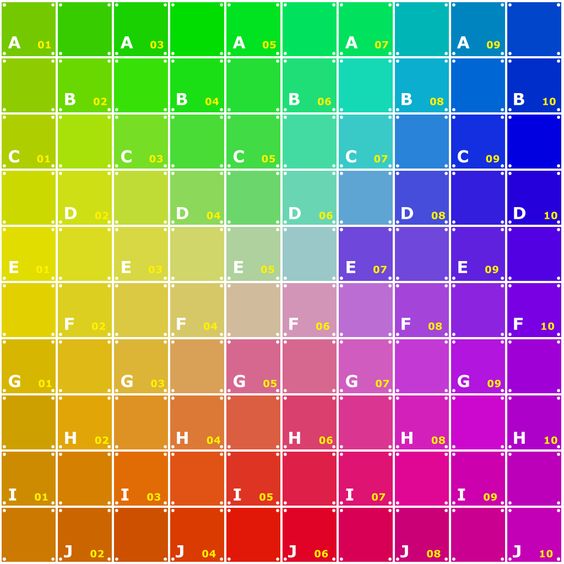 A 01 A 03 A 05 A 07 A 09
B 02 B 04 B 06 B 08 B 10
C 01 C 03 C 05 C 07 C 09
D 02 D 04 D 06 D 08 D 10
E 01 E 03 E 05 E 07 E 09
F 02 F 04 F 06 F 08 F 10
G 01 G 03 G 05 G 07 G 09
H 02 H 04 H 06 H 08 H 10
I 01 I 03 I 05 I 07 I 09
J 02 J 04 J 06 J 08 J 10